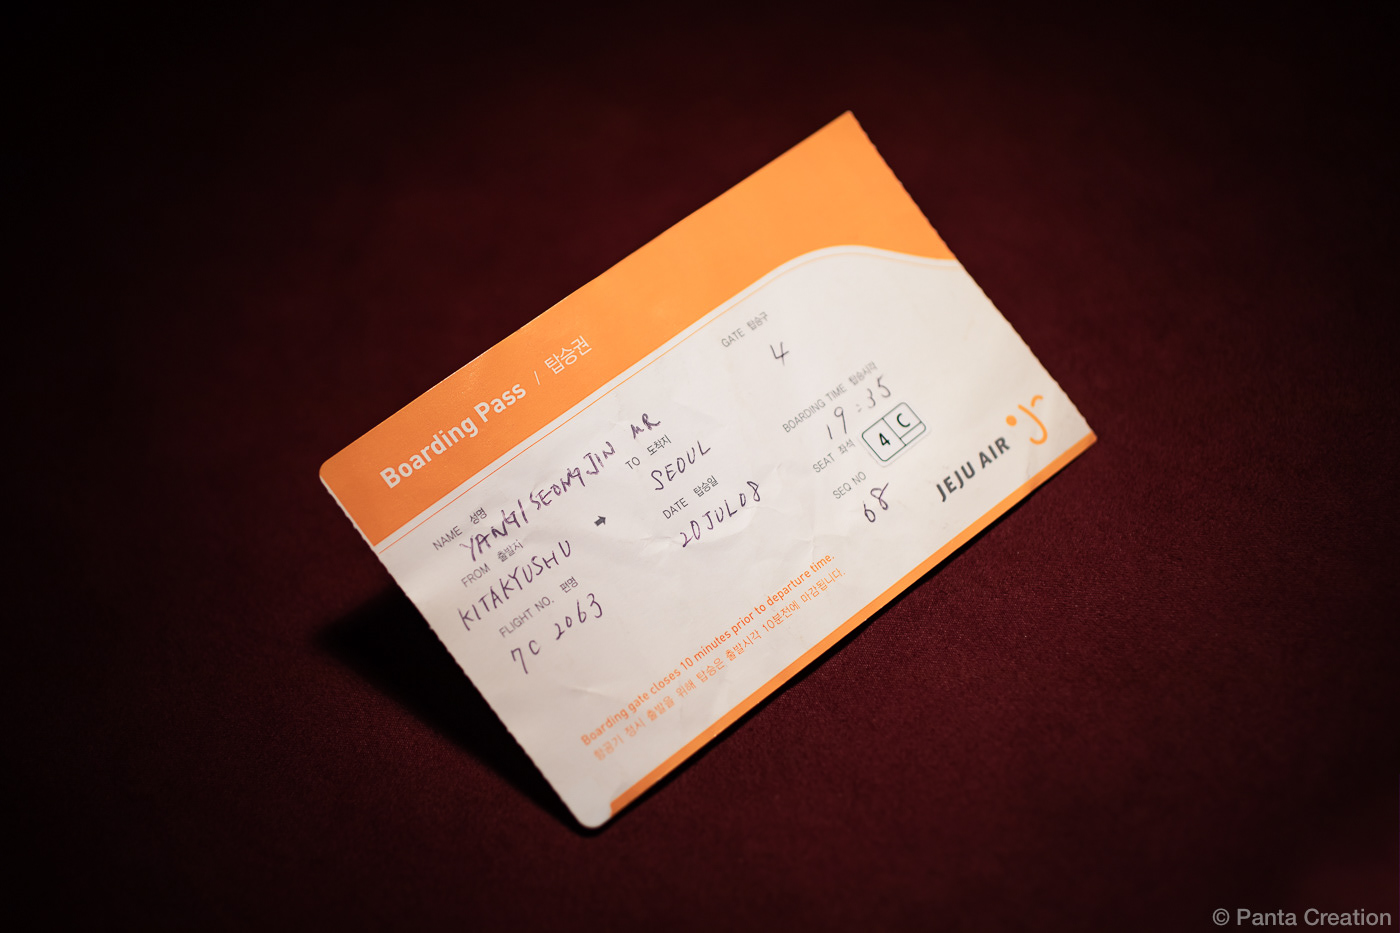 Boarding Pass / 탑승권
NAME 성명
YANG/SEONGJIN MR
FROM 출발지
KITAKYUSHU
TO 도착지
SEOUL
FLIGHT NO. 편명
7C 2063
DATE 탑승일
20JUL08
GATE 탑승구
4
BOARDING TIME 탑승시각
19:35
SEAT 좌석
4 C
SEQ NO
68
JEJU AIR
Boarding gate closes 10 minutes prior to departure time.
항공기 정시 출발을 위해 탑승은 출발시각 10분전에 마감됩니다.
© Panta Creation